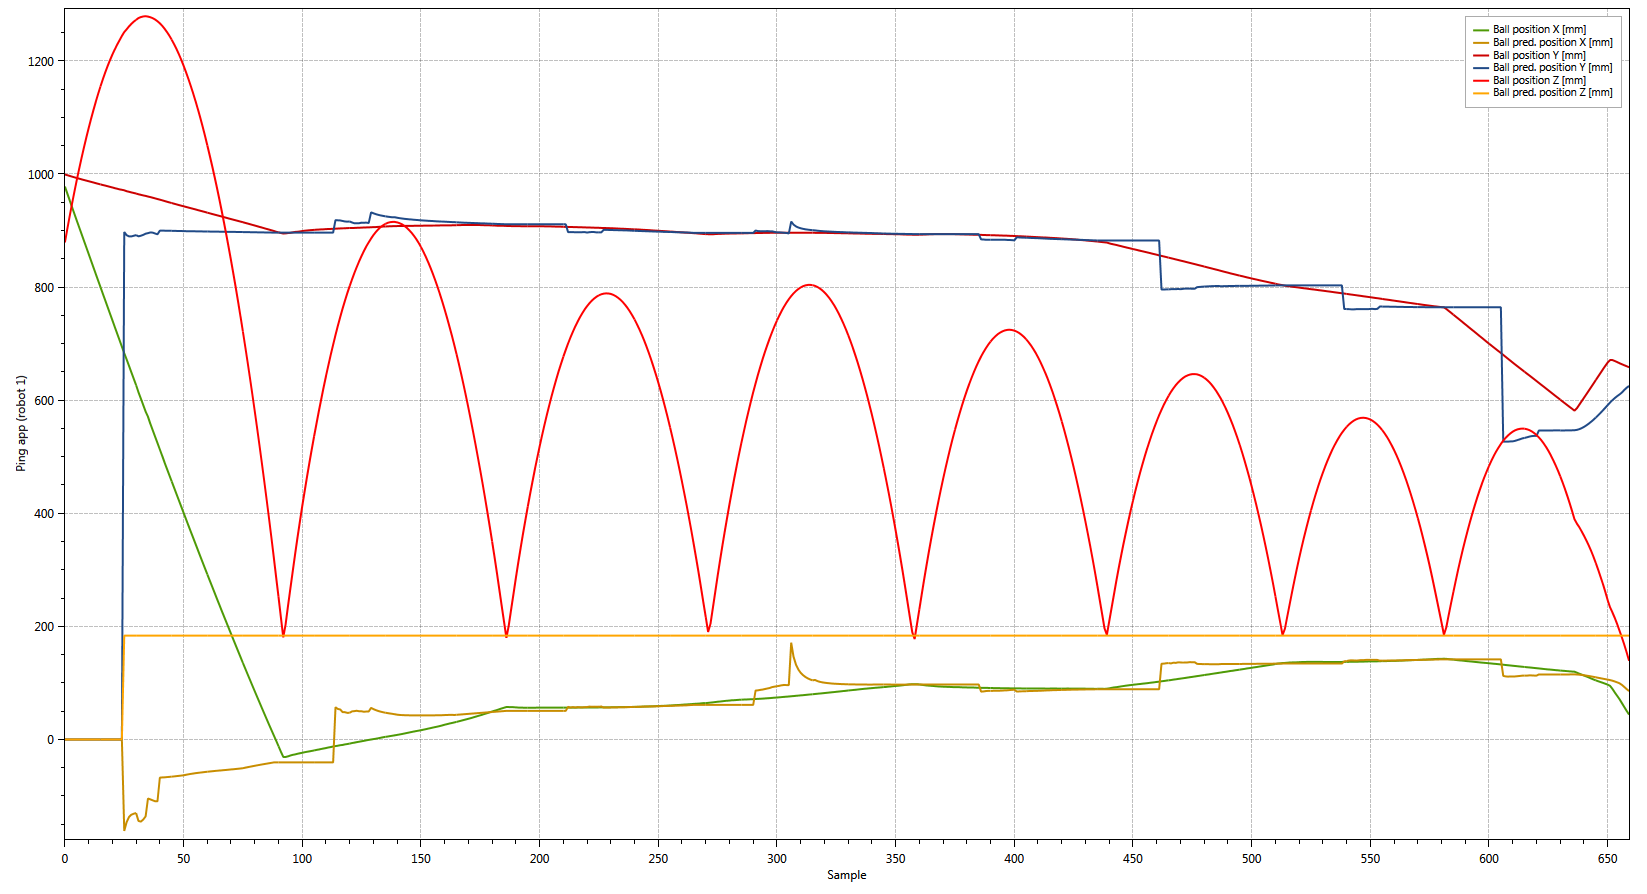 Ball position X [mm]
Ball pred. position X [mm]
Ball position Y [mm]
Ball pred. position Y [mm]
Ball position Z [mm]
Ball pred. position Z [mm]
Ping app (robot 1)
1200
1000
800
600
400
200
0
0 50 100 150 200 250 300 350 400 450 500 550 600 650
Sample